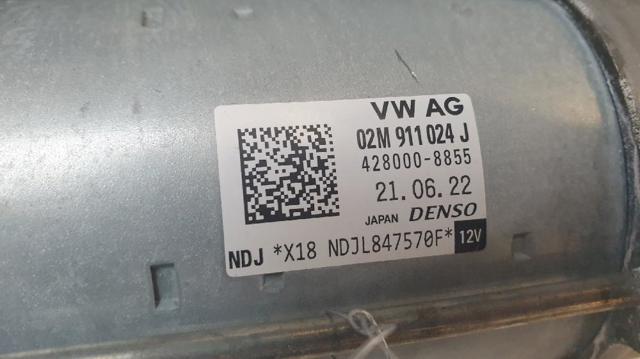 VW AG
02M 911 024 J
428000-8855
21.06.22
JAPAN DENSO
NDJ *X18 NDJL847570F* 12V